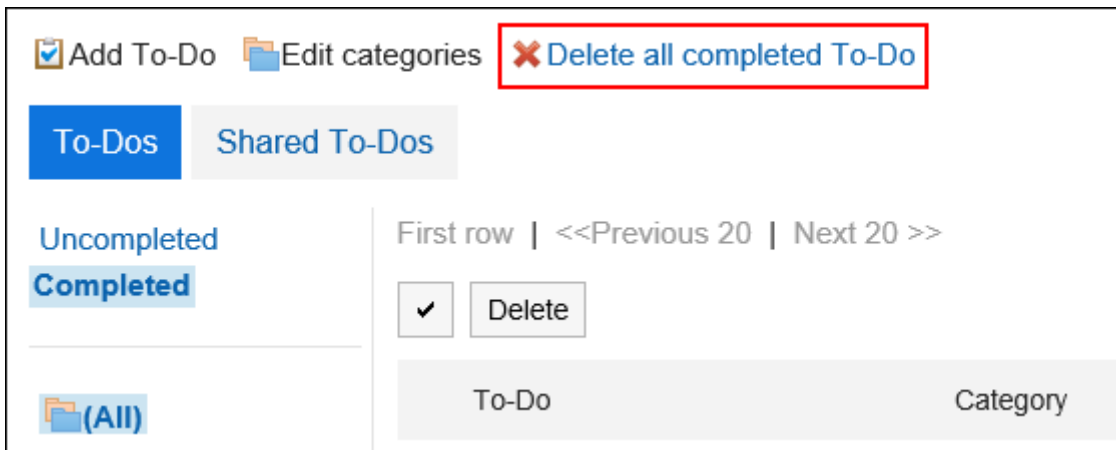 Add To-Do Edit categories Delete all completed To-Do
To-Dos Shared To-Dos
Uncompleted
Completed
(All)
First row | <<Previous 20 | Next 20 >>
Delete
To-Do Category